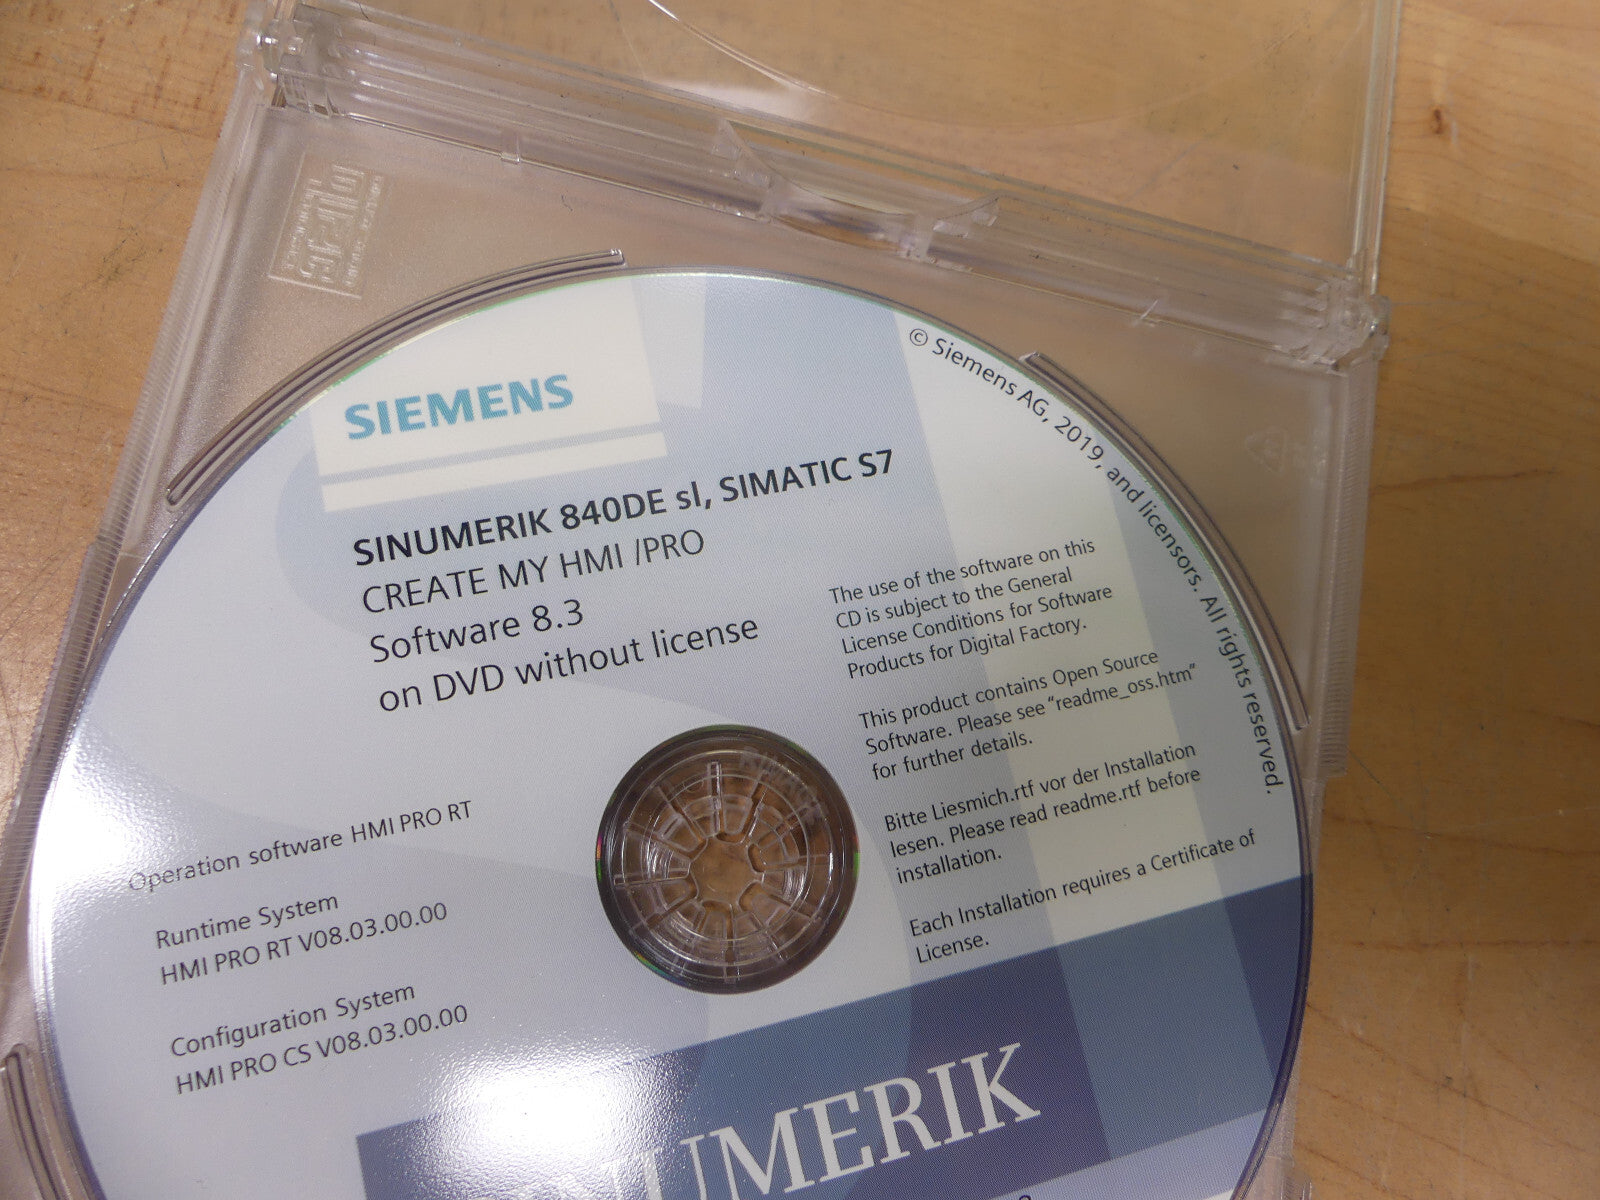 SIEMENS
SINUMERIK 840DE sl, SIMATIC S7
CREATE MY HMI /PRO
Software 8.3
on DVD without license
© Siemens AG, 2019, and licensors. All rights reserved.
The use of the software on this
CD is subject to the General
License Conditions for Software
Products for Digital Factory.
This product contains Open Source
Software. Please see "readme_oss.htm"
for further details.
Bitte Liesmich.rtf vor der Installation
lesen. Please read readme.rtf before
installation.
Each Installation requires a Certificate of
License.
Operation software HMI PRO RT
Runtime System
HMI PRO RT V08.03.00.00
Configuration System
HMI PRO CS V08.03.00.00
UMERIK